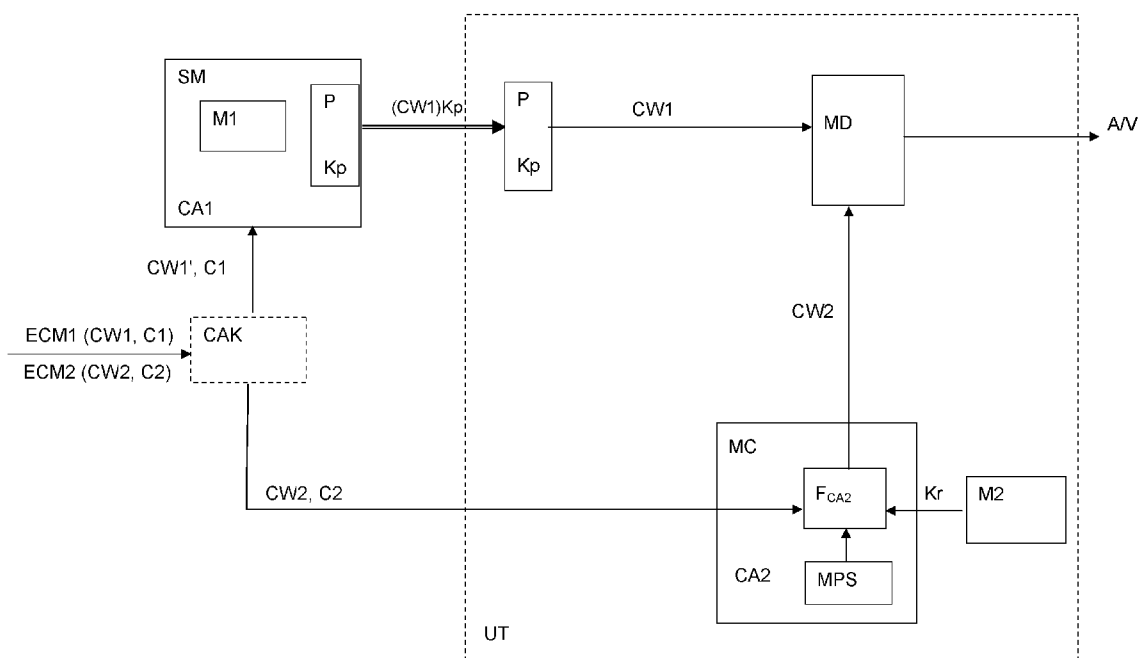 SM
M1
P
Kp
CA1
(CW1)Kp
P
Kp
CW1
MD
A/V
CW1', C1
ECM1 (CW1, C1)
ECM2 (CW2, C2)
CAK
CW2
CW2, C2
MC
FCA2
Kr
M2
CA2
MPS
UT